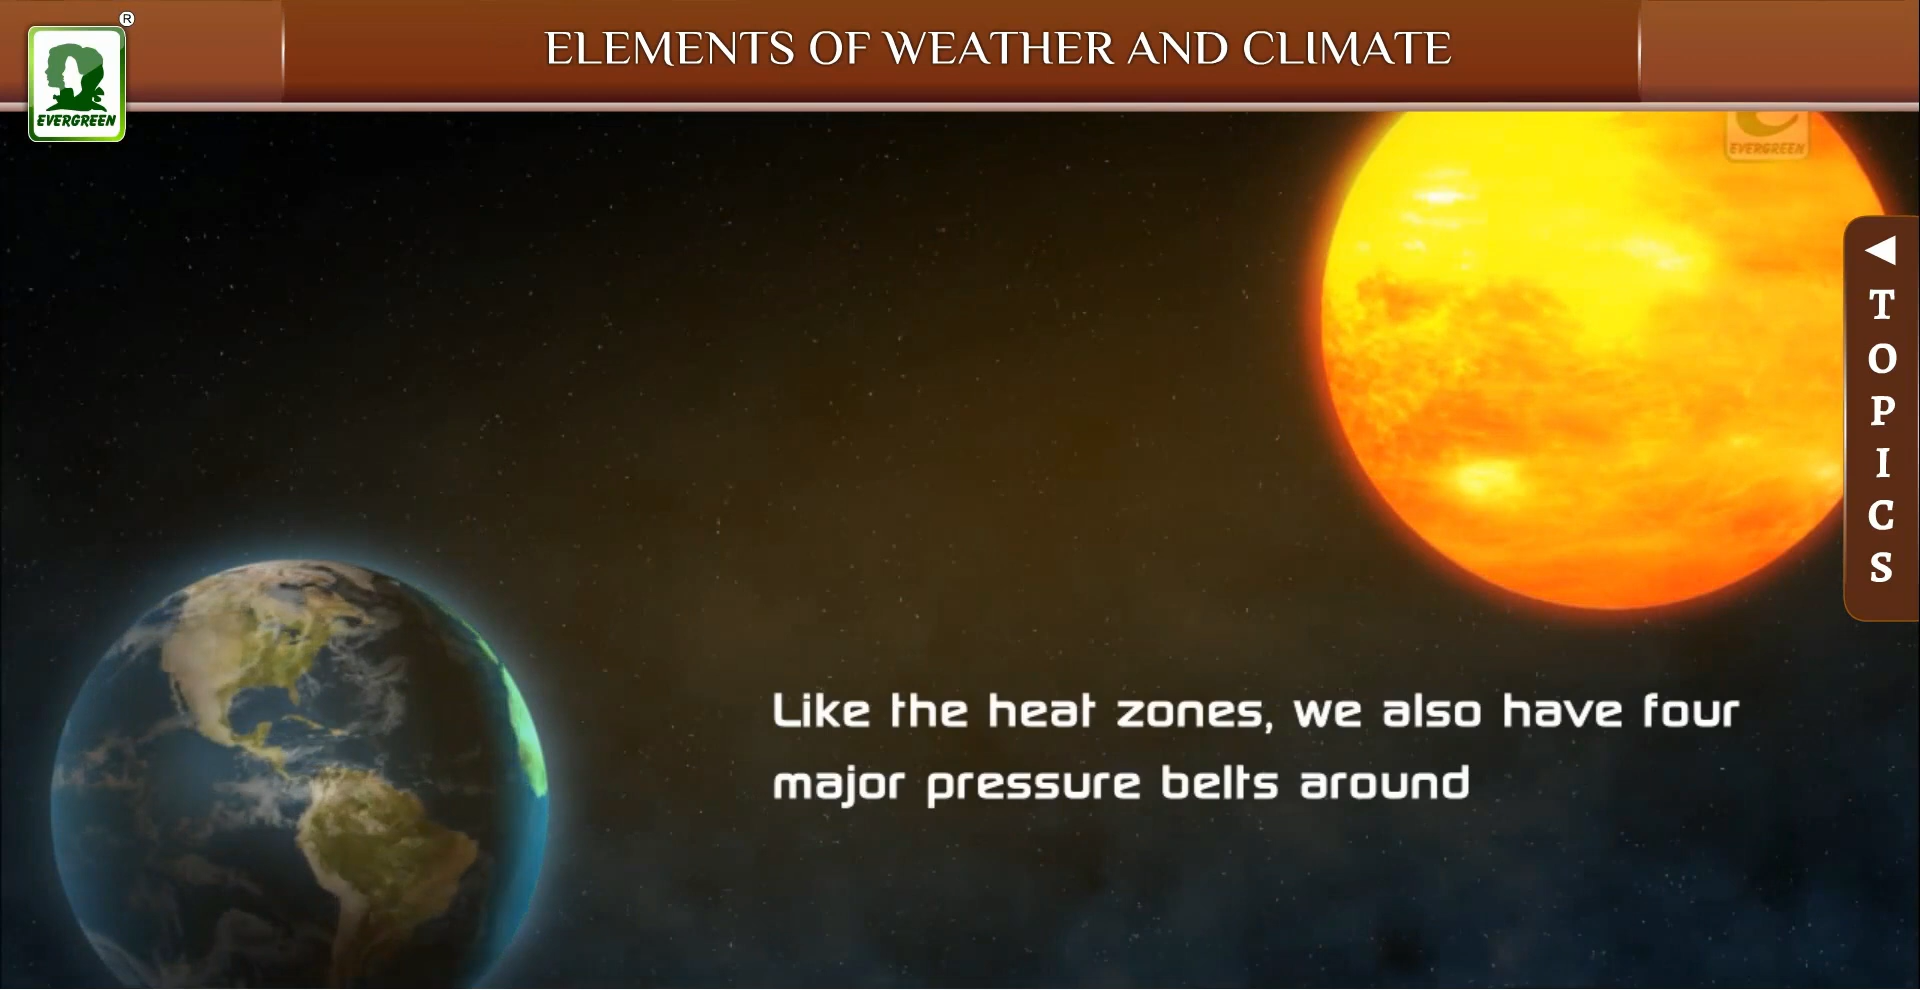 ELEMENTS OF WEATHER AND CLIMATE
®
EVERGREEN
EVERGREEN
TOPICS
Like the heat zones, we also have four
major pressure belts around